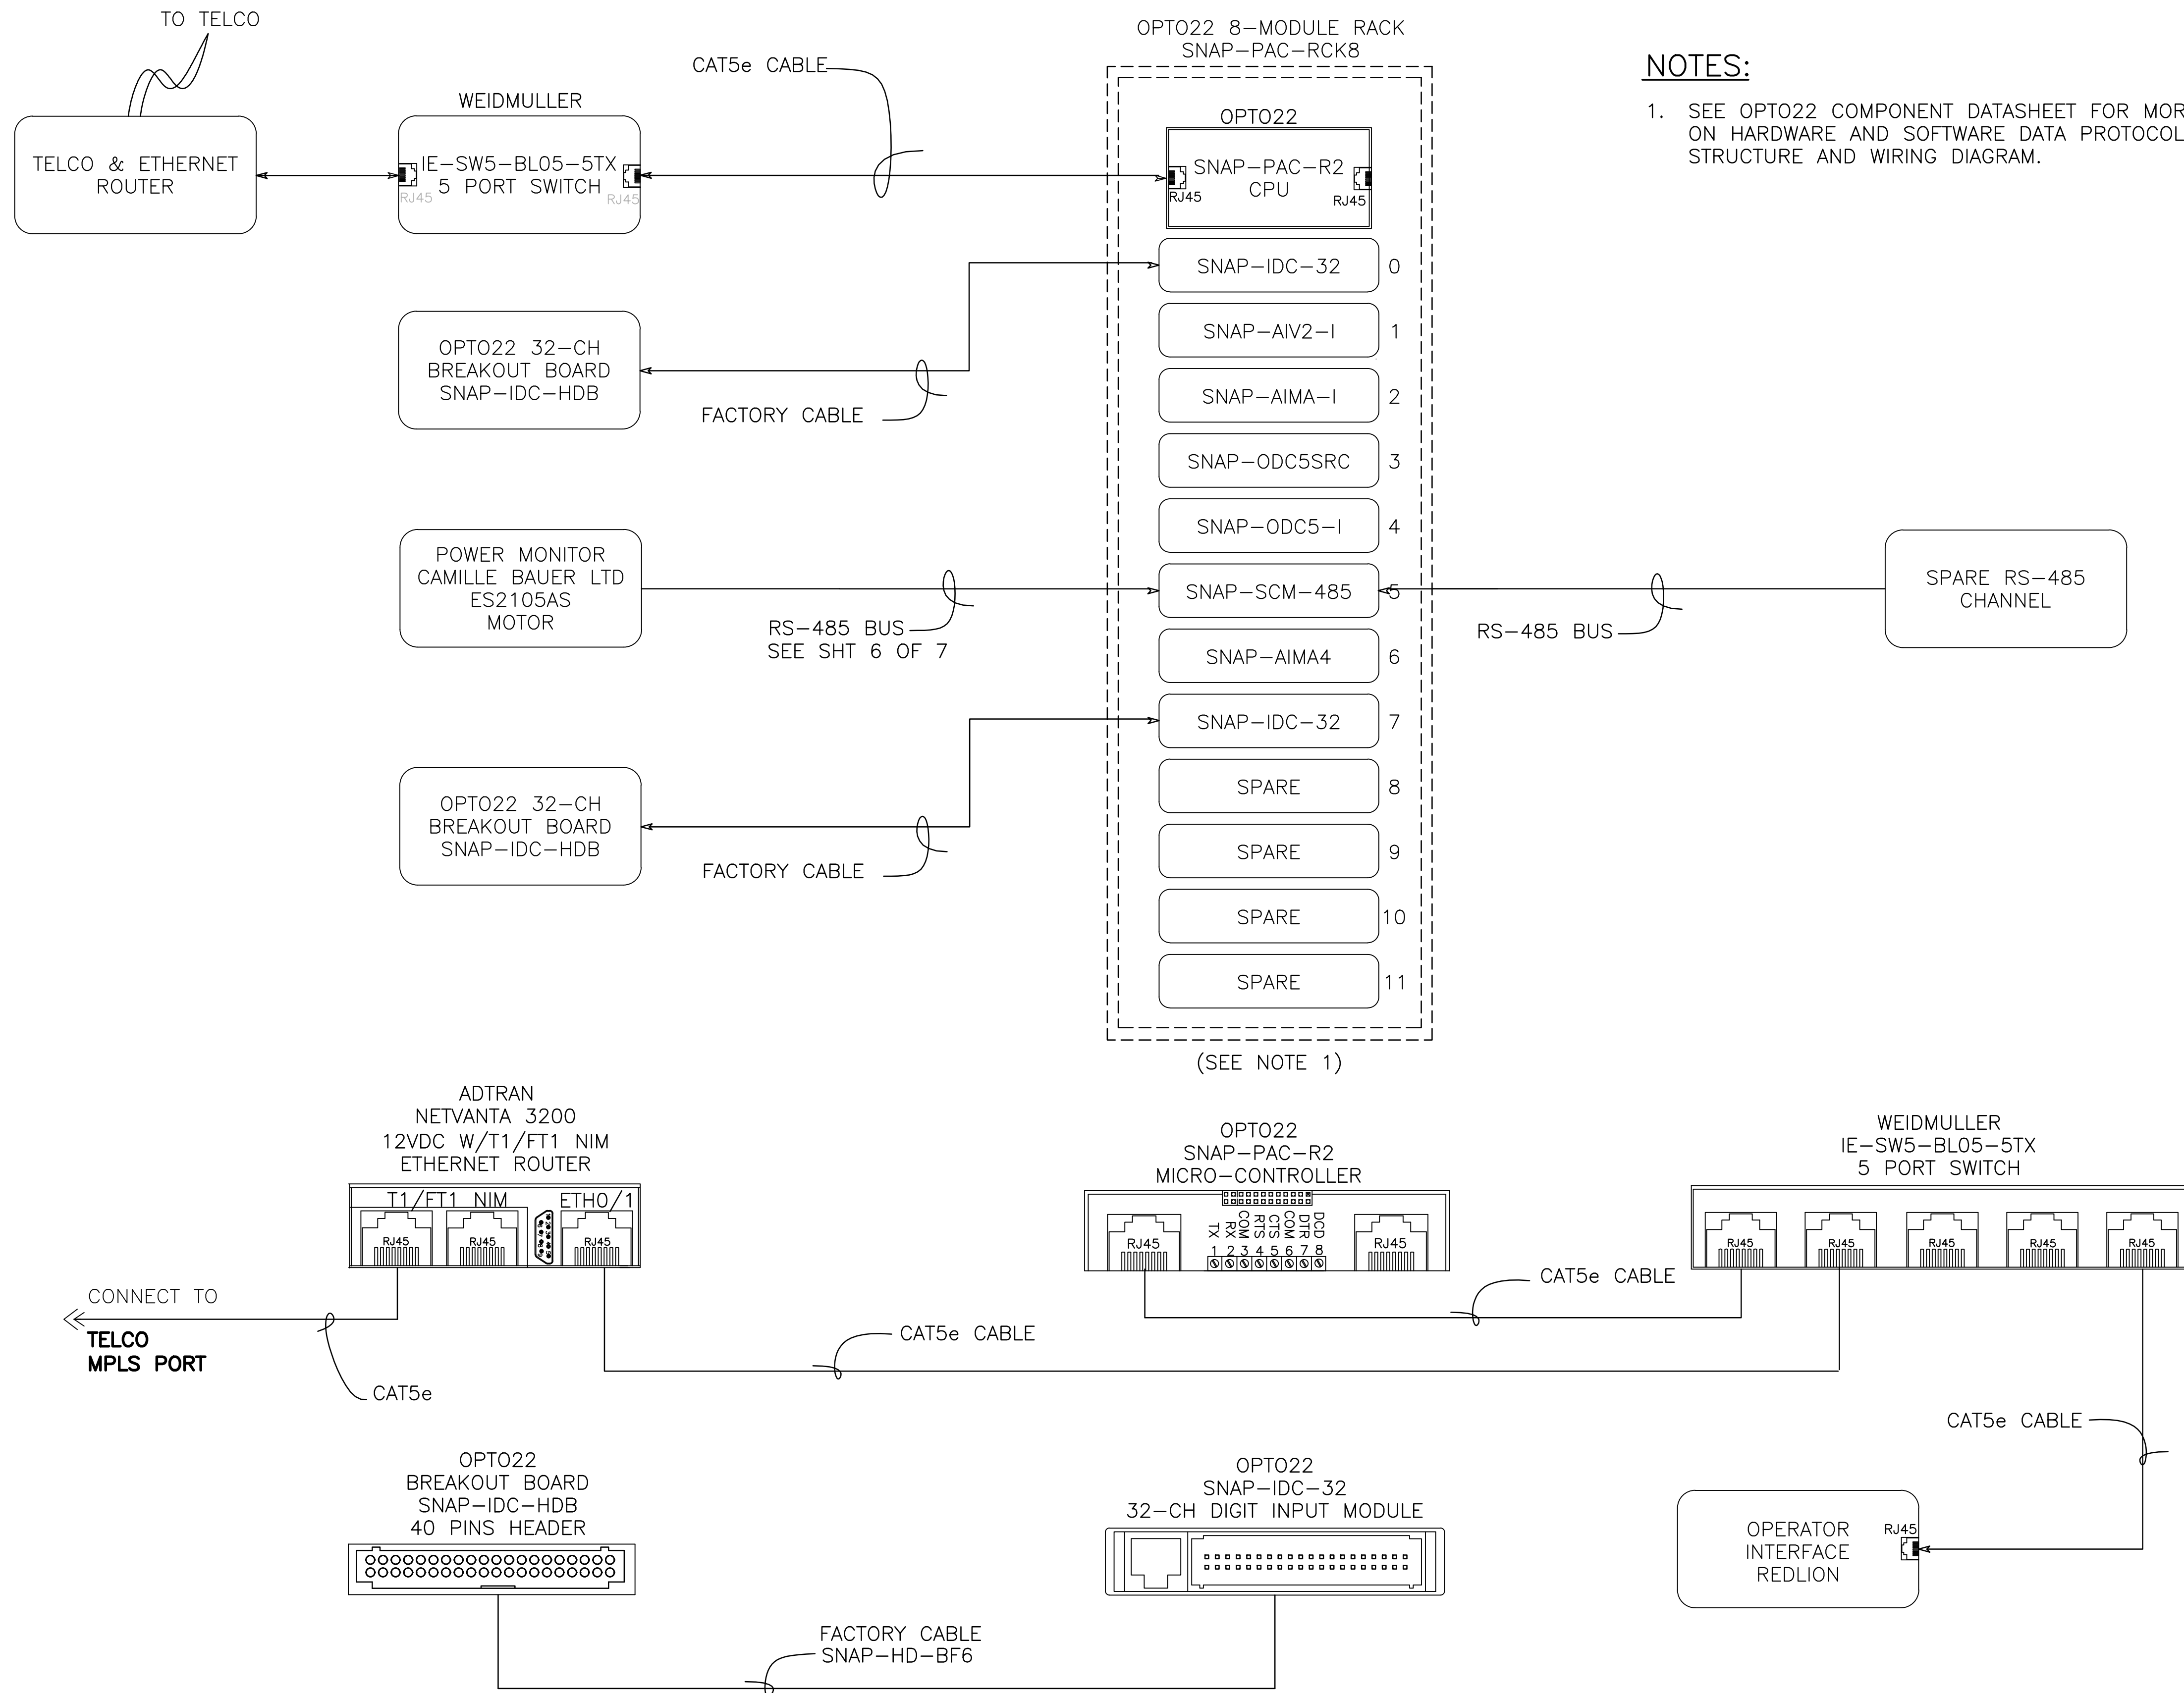 TO TELCO
TELCO & ETHERNET
ROUTER
WEIDMULLER
IE-SW5-BL05-5TX
5 PORT SWITCH
RJ45
RJ45
CAT5e CABLE
OPTO22 8-MODULE RACK
SNAP-PAC-RCK8
OPTO22
SNAP-PAC-R2
CPU
RJ45
RJ45
NOTES:
1. SEE OPTO22 COMPONENT DATASHEET FOR
ON HARDWARE AND SOFTWARE DATA PROTOCOL
STRUCTURE AND WIRING DIAGRAM.
SNAP-IDC-32 0
SNAP-AIV2-I 1
SNAP-AIMA-I 2
SNAP-ODC5SRC 3
SNAP-ODC5-I 4
SNAP-SCM-485 5
SNAP-AIMA4 6
SNAP-IDC-32 7
SPARE 8
SPARE 9
SPARE 10
SPARE 11
(SEE NOTE 1)
OPTO22 32-CH
BREAKOUT BOARD
SNAP-IDC-HDB
FACTORY CABLE
POWER MONITOR
CAMILLE BAUER LTD
ES2105AS
MOTOR
RS-485 BUS
SEE SHT 6 OF 7
RS-485 BUS
SPARE RS-485
CHANNEL
OPTO22 32-CH
BREAKOUT BOARD
SNAP-IDC-HDB
FACTORY CABLE
ADTRAN
NETVANTA 3200
12VDC W/T1/FT1 NIM
ETHERNET ROUTER
T1/FT1 NIM
ETH0/1
RJ45
RJ45
RJ45
CONNECT TO
TELCO
MPLS PORT
CAT5e
CAT5e CABLE
OPTO22
SNAP-PAC-R2
MICRO-CONTROLLER
RJ45
TX RX COM RTS CTS COM DTR DCD
1 2 3 4 5 6 7 8
RJ45
CAT5e CABLE
WEIDMULLER
IE-SW5-BL05-5TX
5 PORT SWITCH
RJ45
RJ45
RJ45
RJ45
RJ45
CAT5e CABLE
OPERATOR
INTERFACE
REDLION
RJ45
OPTO22
BREAKOUT BOARD
SNAP-IDC-HDB
40 PINS HEADER
OPTO22
SNAP-IDC-32
32-CH DIGIT INPUT MODULE
FACTORY CABLE
SNAP-HD-BF6